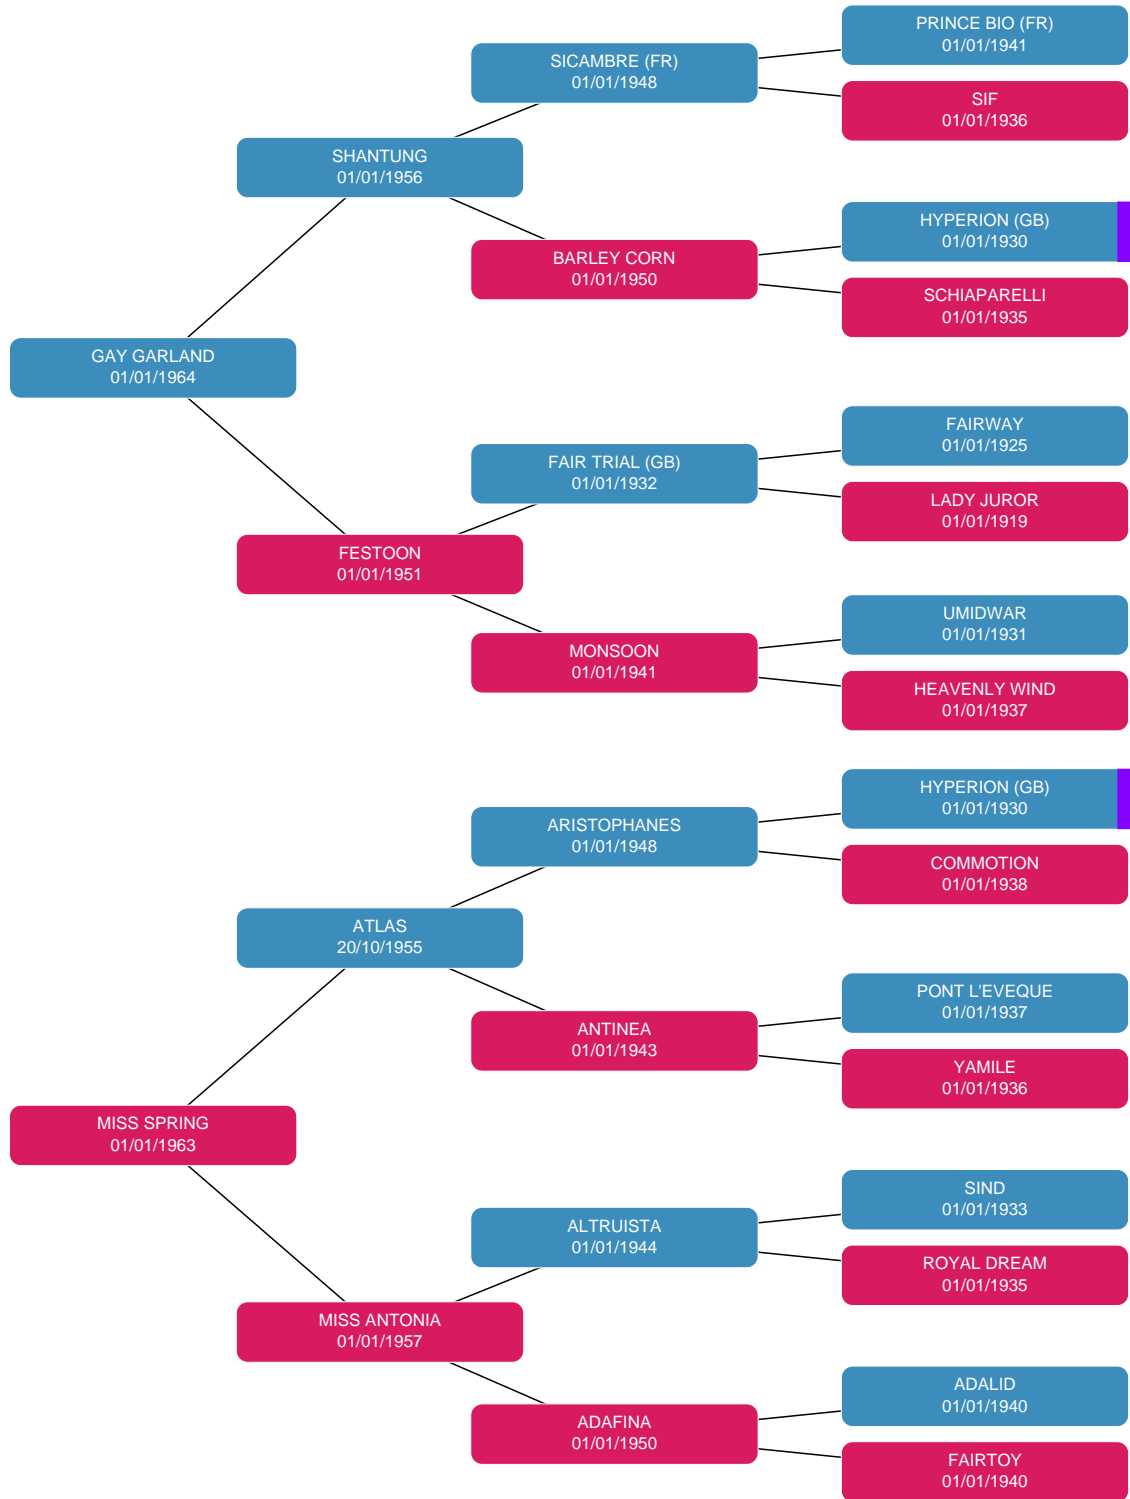 PRINCE BIO (FR)
01/01/1941
SICAMBRE (FR)
01/01/1948
SIF
01/01/1936
SHANTUNG
01/01/1956
HYPERION (GB)
01/01/1930
BARLEY CORN
01/01/1950
SCHIAPARELLI
01/01/1935
GAY GARLAND
01/01/1964
FAIRWAY
01/01/1925
FAIR TRIAL (GB)
01/01/1932
LADY JUROR
01/01/1919
FESTOON
01/01/1951
UMIDWAR
01/01/1931
MONSOON
01/01/1941
HEAVENLY WIND
01/01/1937
HYPERION (GB)
01/01/1930
ARISTOPHANES
01/01/1948
COMMOTION
01/01/1938
ATLAS
20/10/1955
PONT L'EVEQUE
01/01/1937
ANTINEA
01/01/1943
YAMILE
01/01/1936
MISS SPRING
01/01/1963
SIND
01/01/1933
ALTRUISTA
01/01/1944
ROYAL DREAM
01/01/1935
MISS ANTONIA
01/01/1957
ADALID
01/01/1940
ADAFINA
01/01/1950
FAIRTOY
01/01/1940